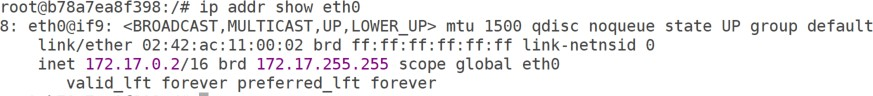 root@b78a7ea8f398:/# ip addr show eth0
8: eth0@if9: <BROADCAST,MULTICAST,UP,LOWER_UP> mtu 1500 qdisc noqueue state UP group default
    link/ether 02:42:ac:11:00:02 brd ff:ff:ff:ff:ff:ff link-netnsid 0
    inet 172.17.0.2/16 brd 172.17.255.255 scope global eth0
       valid_lft forever preferred_lft forever